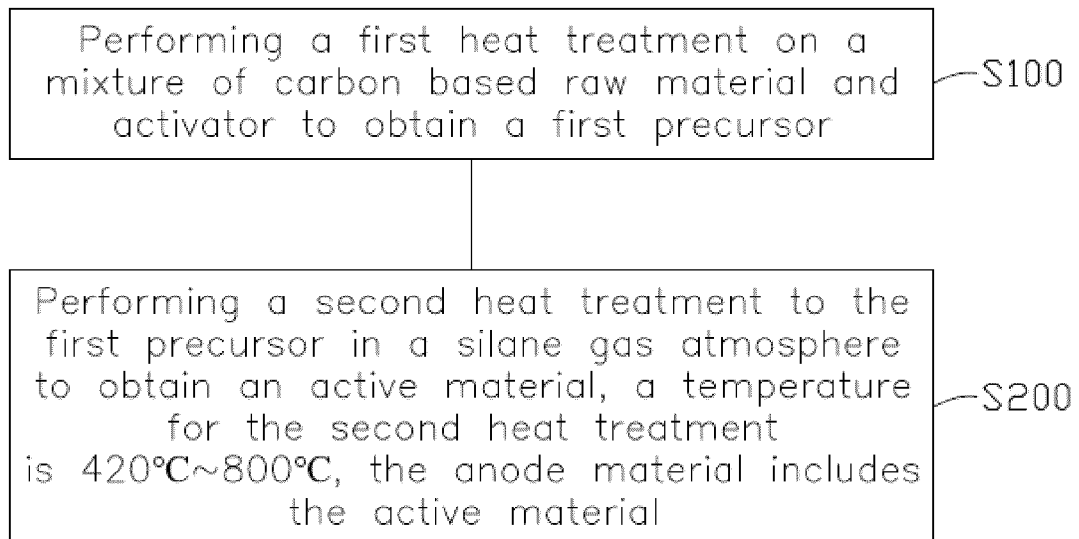 Performing a first heat treatment on a
mixture of carbon based raw material and
activator to obtain a first precursor
S100
Performing a second heat treatment to the
first precursor in a silane gas atmosphere
to obtain an active material, a temperature
for the second heat treatment
is 420℃~800℃, the anode material includes
the active material
S200